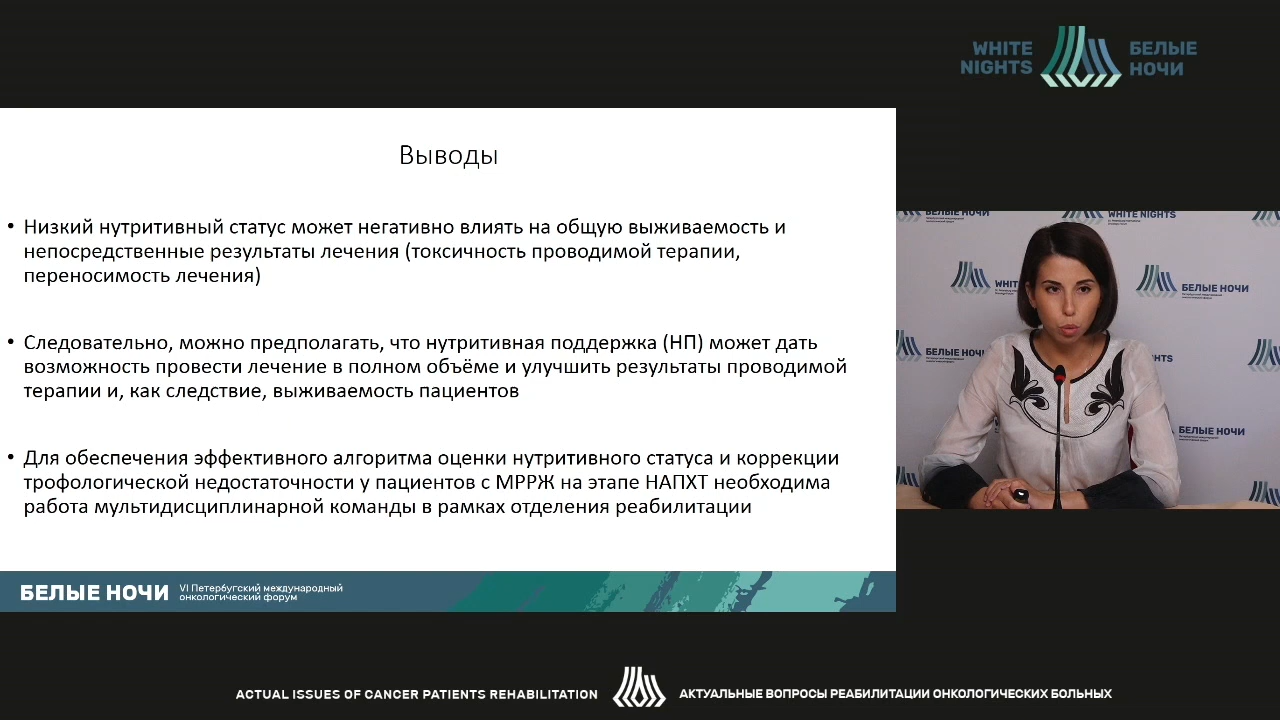 WHITE
NIGHTS
БЕЛЫЕ
НОЧИ
Выводы
• Низкий нутритивный статус может негативно влиять на общую выживаемость и
непосредственные результаты лечения (токсичность проводимой терапии,
переносимость лечения)
• Следовательно, можно предполагать, что нутритивная поддержка (НП) может дать
возможность провести лечение в полном объёме и улучшить результаты проводимой
терапии и, как следствие, выживаемость пациентов
• Для обеспечения эффективного алгоритма оценки нутритивного статуса и коррекции
трофологической недостаточности у пациентов с МРРЖ на этапе НАПХТ необходима
работа мультидисциплинарной команды в рамках отделения реабилитации
WHITE NIGHTS
БЕЛЫЕ НОЧИ
БЕЛЫЕ НОЧИ
БЕЛЫЕ НОЧИ
БЕЛЫЕ НОЧИ
VI Петербугский международный
онкологический форум
ACTUAL ISSUES OF CANCER PATIENTS REHABILITATION
АКТУАЛЬНЫЕ ВОПРОСЫ РЕАБИЛИТАЦИИ ОНКОЛОГИЧЕСКИХ БОЛЬНЫХ